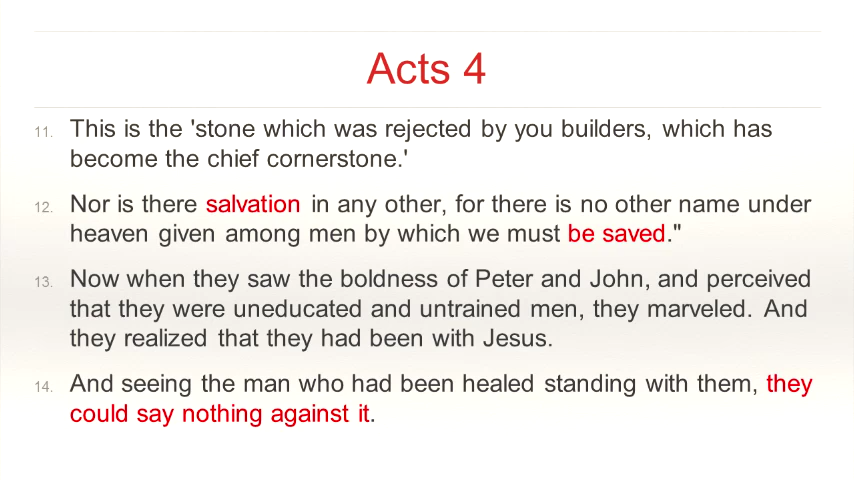 Acts 4
11. This is the 'stone which was rejected by you builders, which has
become the chief cornerstone.'
12. Nor is there salvation in any other, for there is no other name under
heaven given among men by which we must be saved."
13. Now when they saw the boldness of Peter and John, and perceived
that they were uneducated and untrained men, they marveled. And
they realized that they had been with Jesus.
14. And seeing the man who had been healed standing with them, they
could say nothing against it.